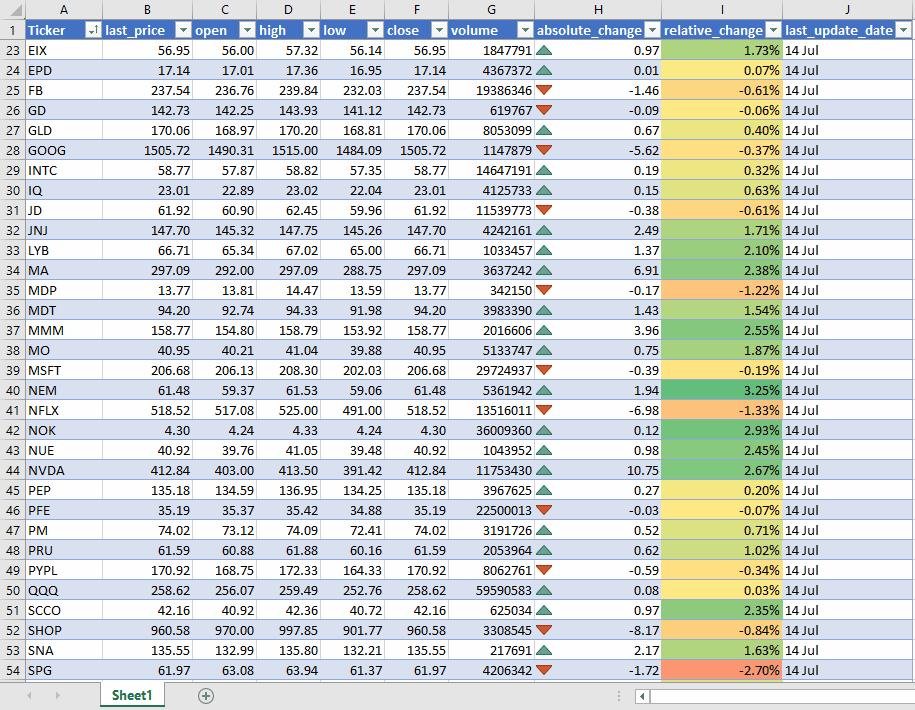 A B C D E F G H I J
1 Ticker last_price open high low close volume absolute_change relative_change last_update_date
23 EIX 56.95 56.00 57.32 56.14 56.95 1847791 0.97 1.73% 14 Jul
24 EPD 17.14 17.01 17.36 16.95 17.14 4367372 0.01 0.07% 14 Jul
25 FB 237.54 236.76 239.84 232.03 237.54 19386346 -1.46 -0.61% 14 Jul
26 GD 142.73 142.25 143.93 141.12 142.73 619767 -0.09 -0.06% 14 Jul
27 GLD 170.06 168.97 170.20 168.81 170.06 8053099 0.67 0.40% 14 Jul
28 GOOG 1505.72 1490.31 1515.00 1484.09 1505.72 1147879 -5.62 -0.37% 14 Jul
29 INTC 58.77 57.87 58.82 57.35 58.77 14647191 0.19 0.32% 14 Jul
30 IQ 23.01 22.89 23.02 22.04 23.01 4125733 0.15 0.63% 14 Jul
31 JD 61.92 60.90 62.45 59.96 61.92 11539773 -0.38 -0.61% 14 Jul
32 JNJ 147.70 145.32 147.75 145.26 147.70 4242161 2.49 1.71% 14 Jul
33 LYB 66.71 65.34 67.02 65.00 66.71 1033457 1.37 2.10% 14 Jul
34 MA 297.09 292.00 297.09 288.75 297.09 3637242 6.91 2.38% 14 Jul
35 MDP 13.77 13.81 14.47 13.59 13.77 342150 -0.17 -1.22% 14 Jul
36 MDT 94.20 92.74 94.33 91.98 94.20 3983390 1.43 1.54% 14 Jul
37 MMM 158.77 154.80 158.79 153.92 158.77 2016606 3.96 2.55% 14 Jul
38 MO 40.95 40.21 41.04 39.88 40.95 5133747 0.75 1.87% 14 Jul
39 MSFT 206.68 206.13 208.30 202.03 206.68 29724937 -0.39 -0.19% 14 Jul
40 NEM 61.48 59.37 61.53 59.06 61.48 5361942 1.94 3.25% 14 Jul
41 NFLX 518.52 517.08 525.00 491.00 518.52 13516011 -6.98 -1.33% 14 Jul
42 NOK 4.30 4.24 4.33 4.24 4.30 36009360 0.12 2.93% 14 Jul
43 NUE 40.92 39.76 41.05 39.48 40.92 1043952 0.98 2.45% 14 Jul
44 NVDA 412.84 403.00 413.50 391.42 412.84 11753430 10.75 2.67% 14 Jul
45 PEP 135.18 134.59 136.95 134.25 135.18 3967625 0.27 0.20% 14 Jul
46 PFE 35.19 35.37 35.42 34.88 35.19 22500013 -0.03 -0.07% 14 Jul
47 PM 74.02 73.12 74.09 72.41 74.02 3191726 0.52 0.71% 14 Jul
48 PRU 61.59 60.88 61.88 60.16 61.59 2053964 0.62 1.02% 14 Jul
49 PYPL 170.92 168.75 172.33 164.33 170.92 8062761 -0.59 -0.34% 14 Jul
50 QQQ 258.62 256.07 259.49 252.76 258.62 59590583 0.08 0.03% 14 Jul
51 SCCO 42.16 40.92 42.36 40.72 42.16 625034 0.97 2.35% 14 Jul
52 SHOP 960.58 970.00 997.85 901.77 960.58 3308545 -8.17 -0.84% 14 Jul
53 SNA 135.55 132.99 135.80 132.21 135.55 217691 2.17 1.63% 14 Jul
54 SPG 61.97 63.08 63.94 61.37 61.97 4206342 -1.72 -2.70% 14 Jul
Sheet1